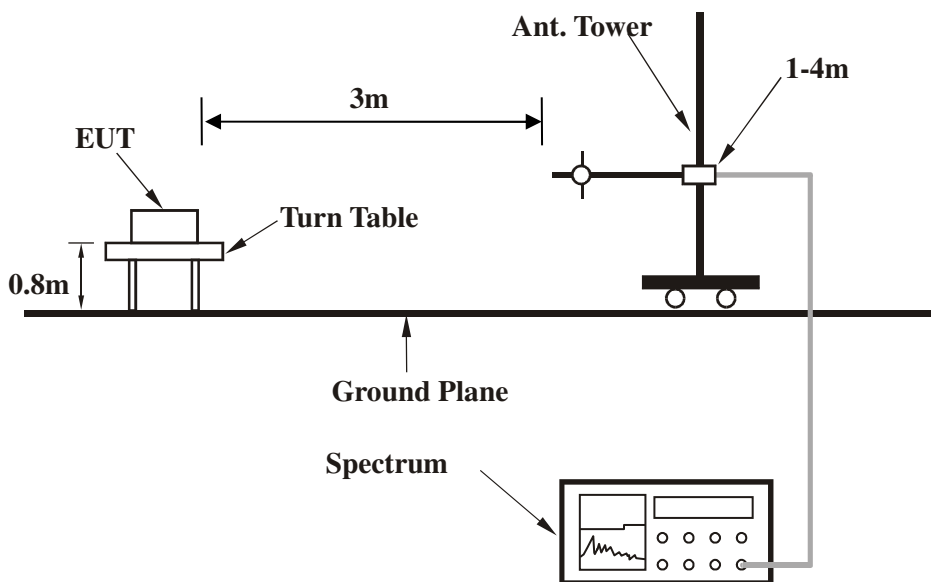 Ant. Tower
1-4m
3m
EUT
Turn Table
0.8m
Ground Plane
Spectrum